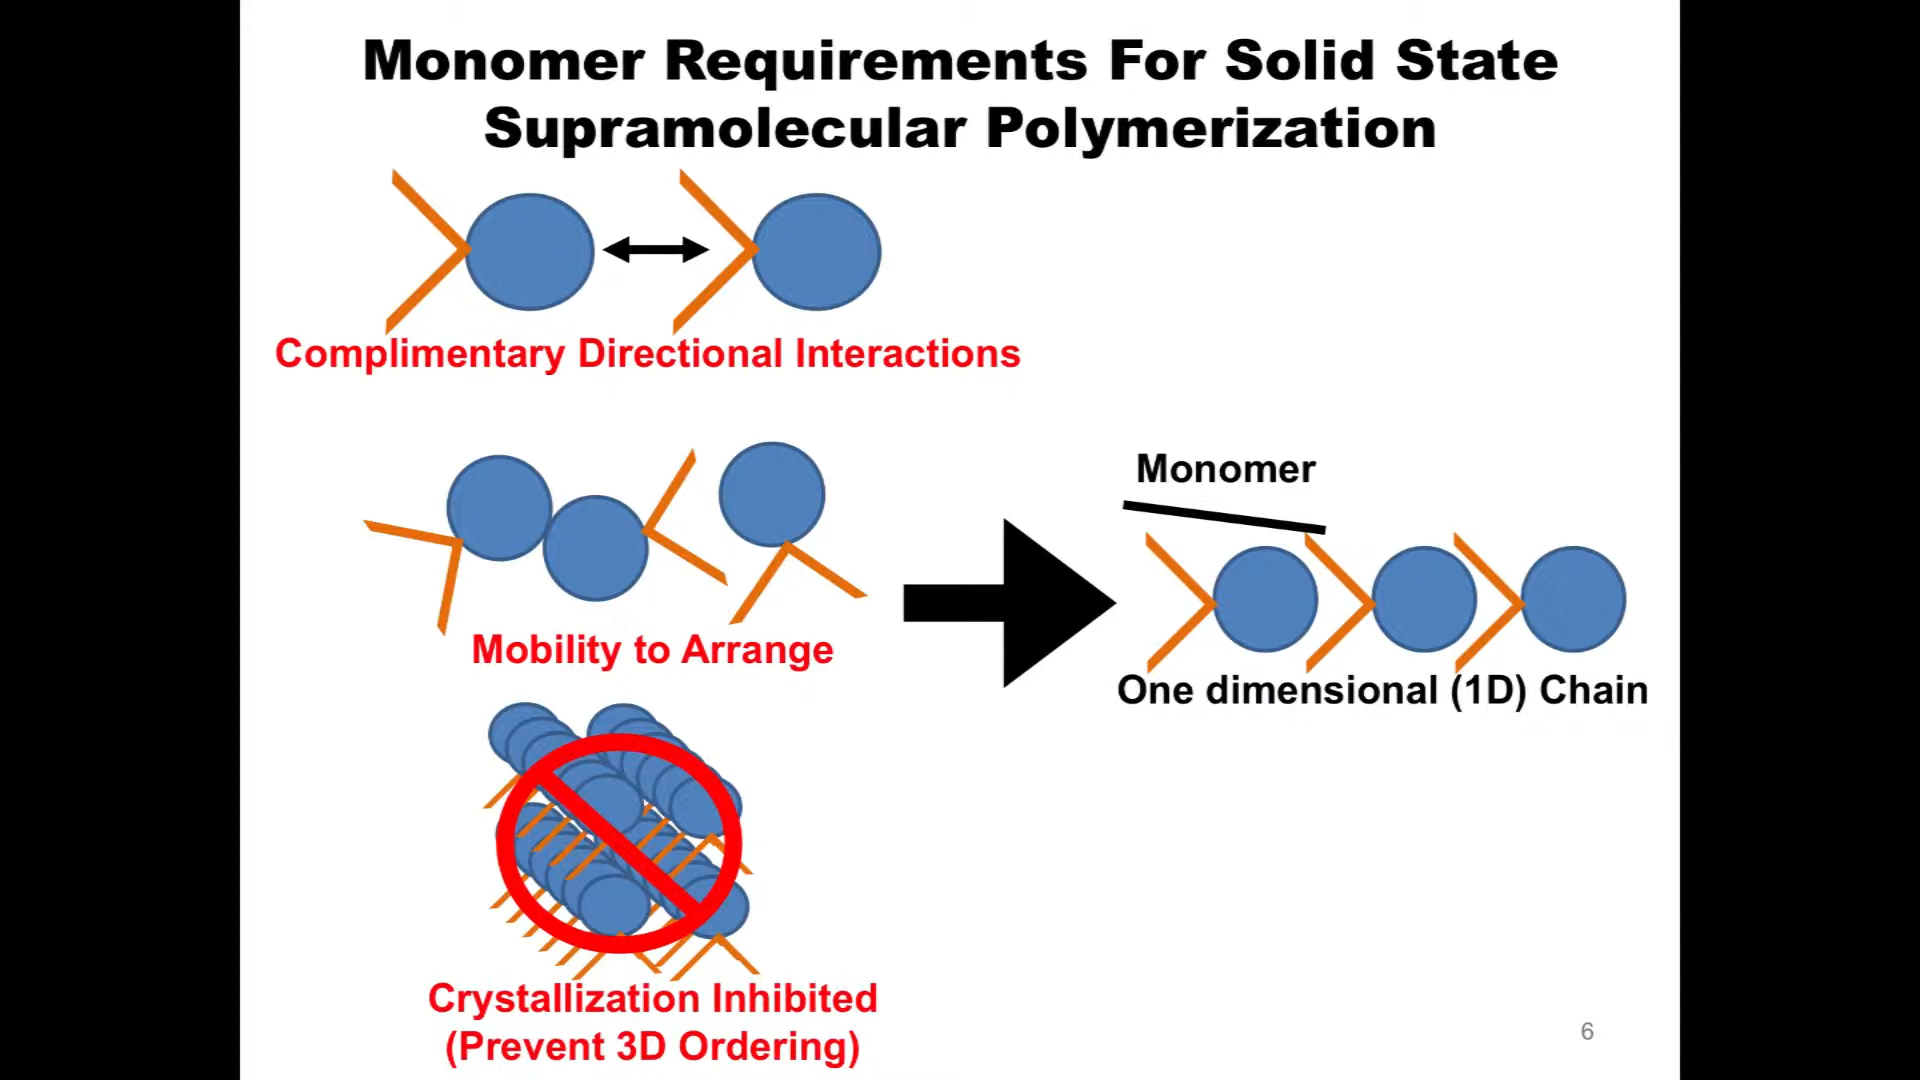 Monomer Requirements For Solid State
Supramolecular Polymerization
Complimentary Directional Interactions
Mobility to Arrange
Monomer
One dimensional (1D) Chain
Crystallization Inhibited
(Prevent 3D Ordering)
6